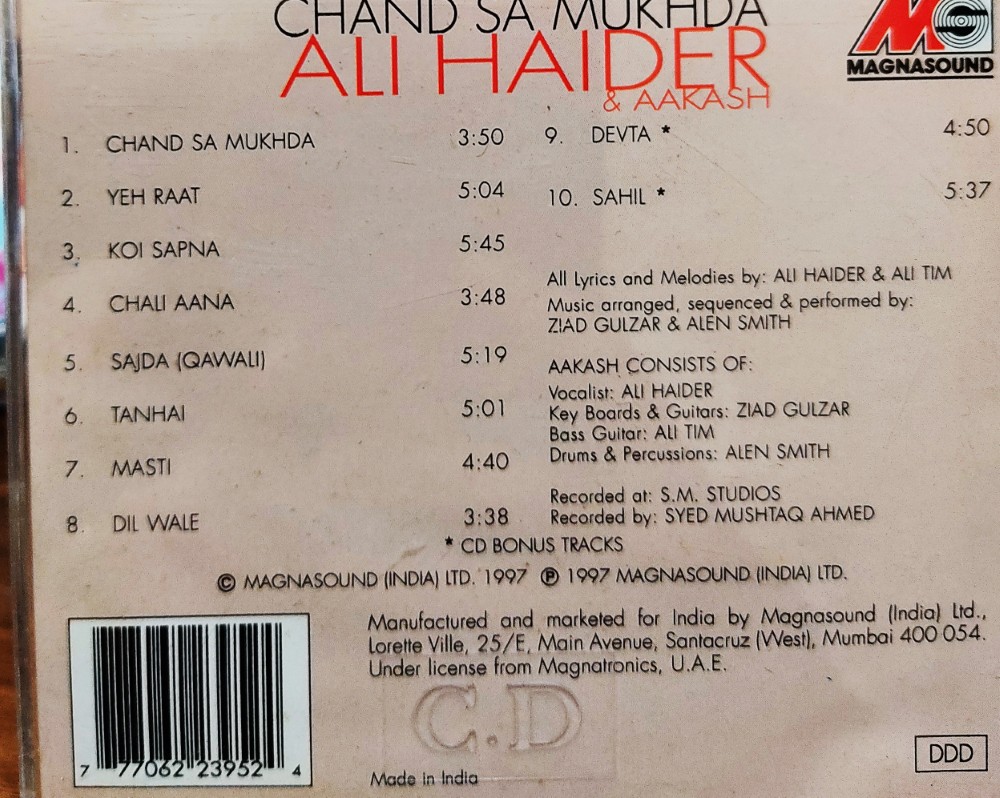 CHAND SA MUKHDA
ALI HAIDER
& AAKASH
MG
MAGNASOUND
1. CHAND SA MUKHDA 3:50
2. YEH RAAT 5:04
3. KOI SAPNA 5:45
4. CHALI AANA 3:48
5. SAJDA (QAWALI) 5:19
6. TANHAI 5:01
7. MASTI 4:40
8. DIL WALE 3:38
9. DEVTA * 4:50
10. SAHIL * 5:37
All Lyrics and Melodies by: ALI HAIDER & ALI TIM
Music arranged, sequenced & performed by:
ZIAD GULZAR & ALEN SMITH
AAKASH CONSISTS OF:
Vocalist: ALI HAIDER
Key Boards & Guitars: ZIAD GULZAR
Bass Guitar: ALI TIM
Drums & Percussions: ALEN SMITH
Recorded at: S.M. STUDIOS
Recorded by: SYED MUSHTAQ AHMED
* CD BONUS TRACKS
© MAGNASOUND (INDIA) LTD. 1997 ℗ 1997 MAGNASOUND (INDIA) LTD.
Manufactured and marketed for India by Magnasound (India) Ltd.,
Lorette Ville, 25/E, Main Avenue, Santacruz (West), Mumbai 400 054.
Under license from Magnatronics, U.A.E.
C.D
7 77062 23952 4
Made in India
DDD